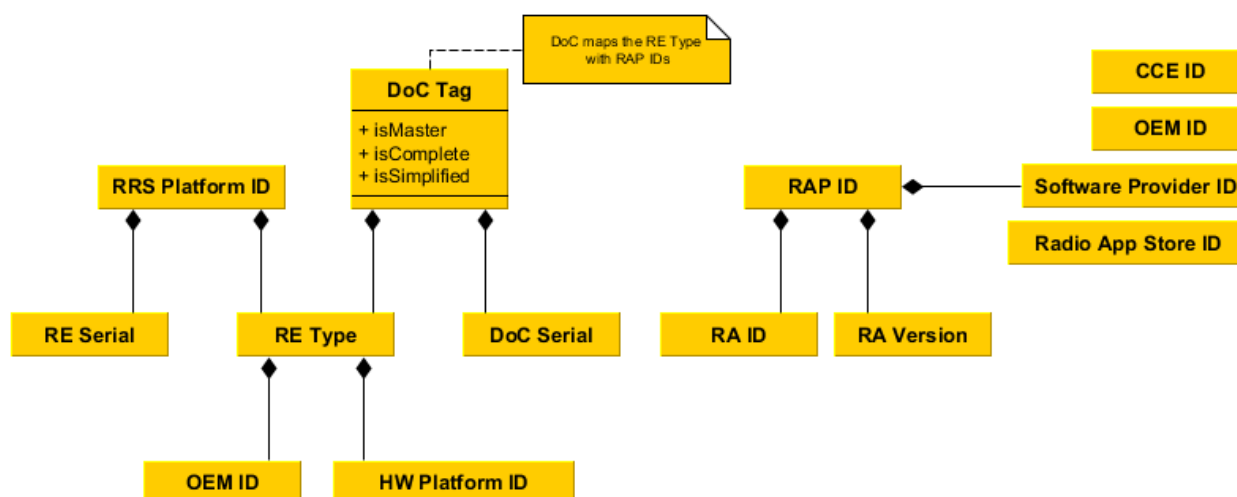 DoC maps the RE Type
with RAP IDs
DoC Tag
+ isMaster
+ isComplete
+ isSimplified
CCE ID
OEM ID
RRS Platform ID
RAP ID
Software Provider ID
Radio App Store ID
RE Serial
RE Type
DoC Serial
RA ID
RA Version
OEM ID
HW Platform ID